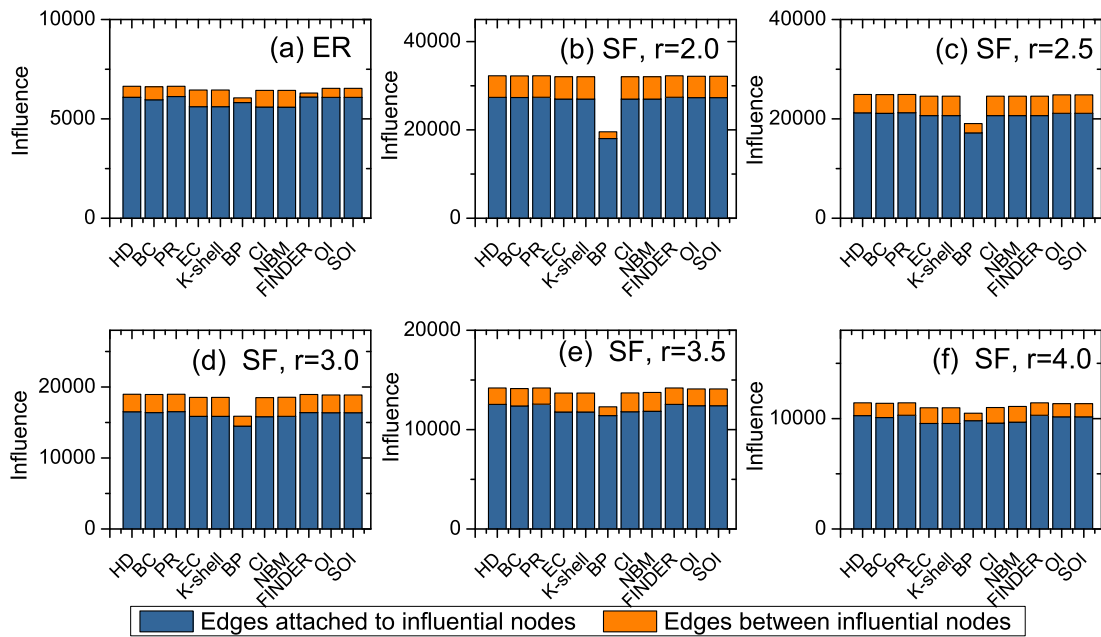 (a) ER
Influence
10000
5000
0
HD
BC
PR
EC
K-shell
BP
CI
NBM
FINDER
OI
SOI
(b) SF, r=2.0
Influence
40000
20000
0
HD
BC
PR
EC
K-shell
BP
CI
NBM
FINDER
OI
SOI
(c) SF, r=2.5
Influence
40000
20000
0
HD
BC
PR
EC
K-shell
BP
CI
NBM
FINDER
OI
SOI
(d) SF, r=3.0
Influence
20000
10000
0
HD
BC
PR
EC
K-shell
BP
CI
NBM
FINDER
OI
SOI
(e) SF, r=3.5
Influence
20000
10000
0
HD
BC
PR
EC
K-shell
BP
CI
NBM
FINDER
OI
SOI
(f) SF, r=4.0
Influence
10000
0
HD
BC
PR
EC
K-shell
BP
CI
NBM
FINDER
OI
SOI
Edges attached to influential nodes
Edges between influential nodes